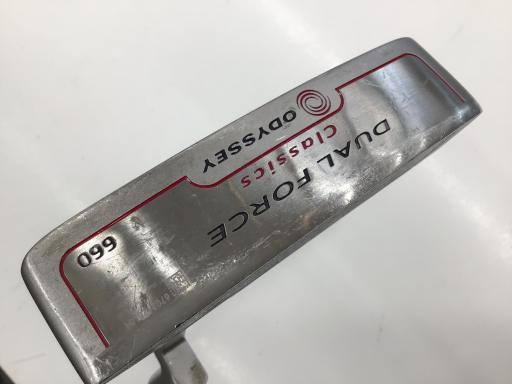 ODYSSEY
DUAL FORCE
Classics
660